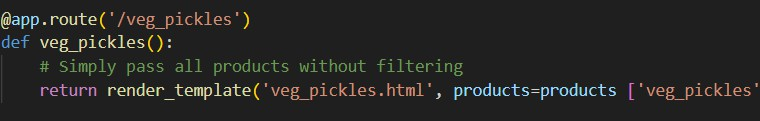 @app.route('/veg_pickles')
def veg_pickles():
    # Simply pass all products without filtering
    return render_template('veg_pickles.html', products=products ['veg_pickles'